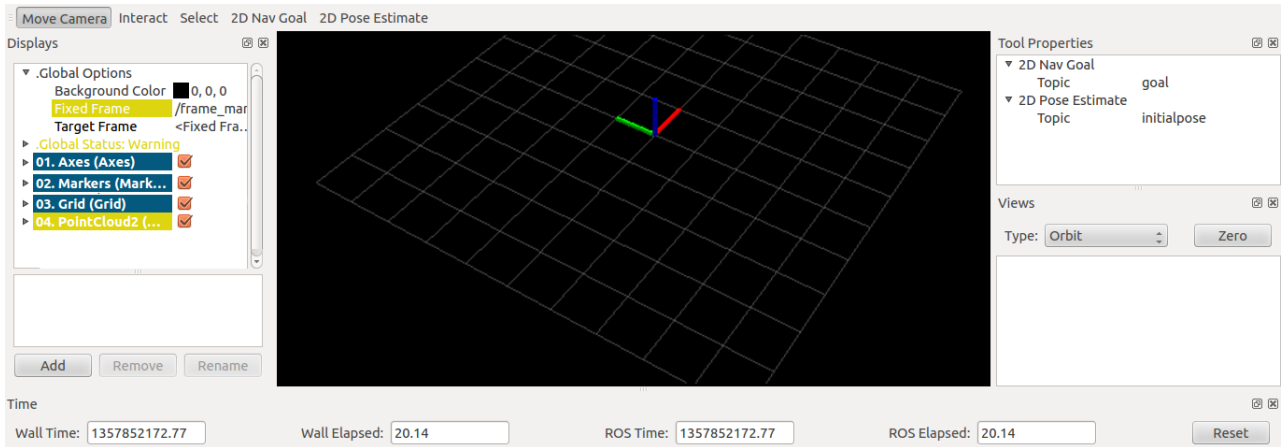 Move Camera Interact Select 2D Nav Goal 2D Pose Estimate
Displays
.Global Options
Background Color 0, 0, 0
Fixed Frame /frame_mar
Target Frame <Fixed Fra..
.Global Status: Warning
01. Axes (Axes)
02. Markers (Mark...
03. Grid (Grid)
04. PointCloud2 (...
Add Remove Rename
Tool Properties
2D Nav Goal
Topic goal
2D Pose Estimate
Topic initialpose
Views
Type: Orbit Zero
Time
Wall Time: 1357852172.77 Wall Elapsed: 20.14 ROS Time: 1357852172.77 ROS Elapsed: 20.14 Reset